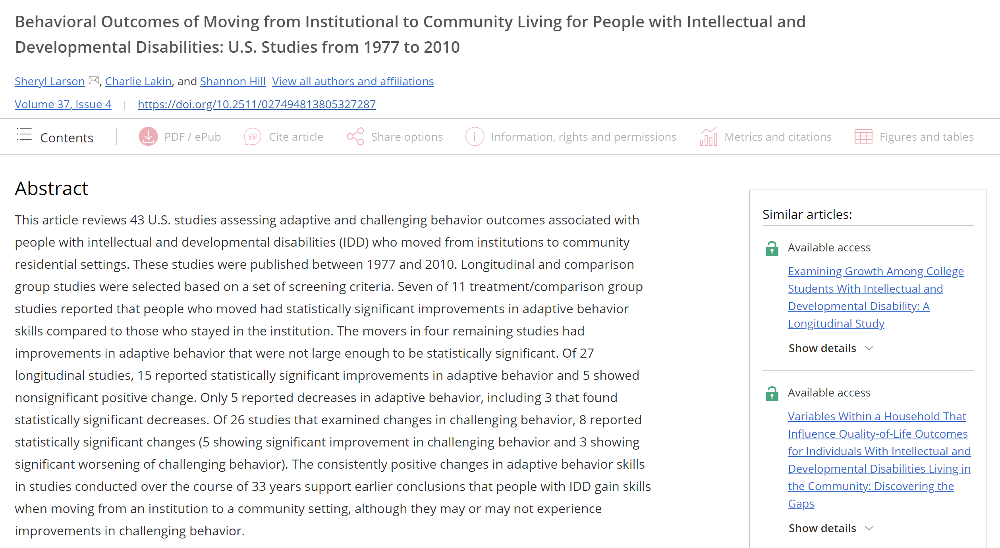 Behavioral Outcomes of Moving from Institutional to Community Living for People with Intellectual and
Developmental Disabilities: U.S. Studies from 1977 to 2010
Sheryl Larson, Charlie Lakin, and Shannon Hill View all authors and affiliations
Volume 37, Issue 4 | https://doi.org/10.2511/027494813805327287
Contents | PDF / ePub Cite article Share options Information, rights and permissions Metrics and citations Figures and tables
Abstract
This article reviews 43 U.S. studies assessing adaptive and challenging behavior outcomes associated with
people with intellectual and developmental disabilities (IDD) who moved from institutions to community
residential settings. These studies were published between 1977 and 2010. Longitudinal and comparison
group studies were selected based on a set of screening criteria. Seven of 11 treatment/comparison group
studies reported that people who moved had statistically significant improvements in adaptive behavior
skills compared to those who stayed in the institution. The movers in four remaining studies had
improvements in adaptive behavior that were not large enough to be statistically significant. Of 27
longitudinal studies, 15 reported statistically significant improvements in adaptive behavior and 5 showed
nonsignificant positive change. Only 5 reported decreases in adaptive behavior, including 3 that found
statistically significant decreases. Of 26 studies that examined changes in challenging behavior, 8 reported
statistically significant changes (5 showing significant improvement in challenging behavior and 3 showing
significant worsening of challenging behavior). The consistently positive changes in adaptive behavior skills
in studies conducted over the course of 33 years support earlier conclusions that people with IDD gain skills
when moving from an institution to a community setting, although they may or may not experience
improvements in challenging behavior.
Similar articles:
Available access
Examining Growth Among College
Students With Intellectual and
Developmental Disability: A
Longitudinal Study
Show details
Available access
Variables Within a Household That
Influence Quality-of-Life Outcomes
for Individuals With Intellectual and
Developmental Disabilities Living in
the Community: Discovering the
Gaps
Show details